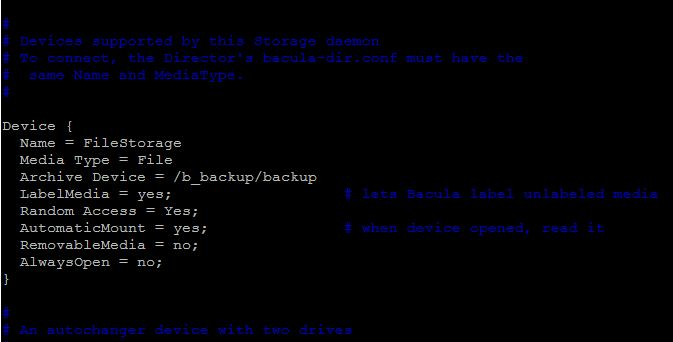 #
# Devices supported by this Storage daemon
# To connect, the Director's bacula-dir.conf must have the
#  same Name and MediaType.
#
Device {
  Name = FileStorage
  Media Type = File
  Archive Device = /b_backup/backup
  LabelMedia = yes;                   # lets Bacula label unlabeled media
  Random Access = Yes;
  AutomaticMount = yes;               # when device opened, read it
  RemovableMedia = no;
  AlwaysOpen = no;
}
#
# An autochanger device with two drives